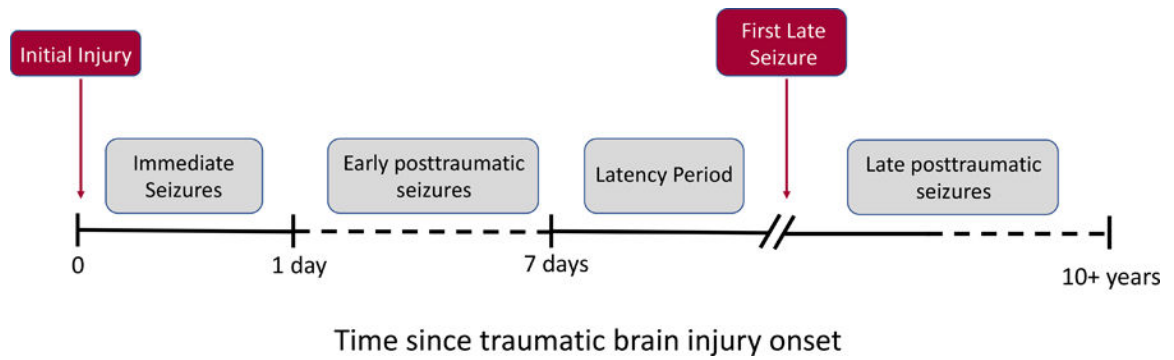 Initial Injury
First Late
Seizure
Immediate
Seizures
Early posttraumatic
seizures
Latency Period
Late posttraumatic
seizures
0
1 day
7 days
10+ years
Time since traumatic brain injury onset